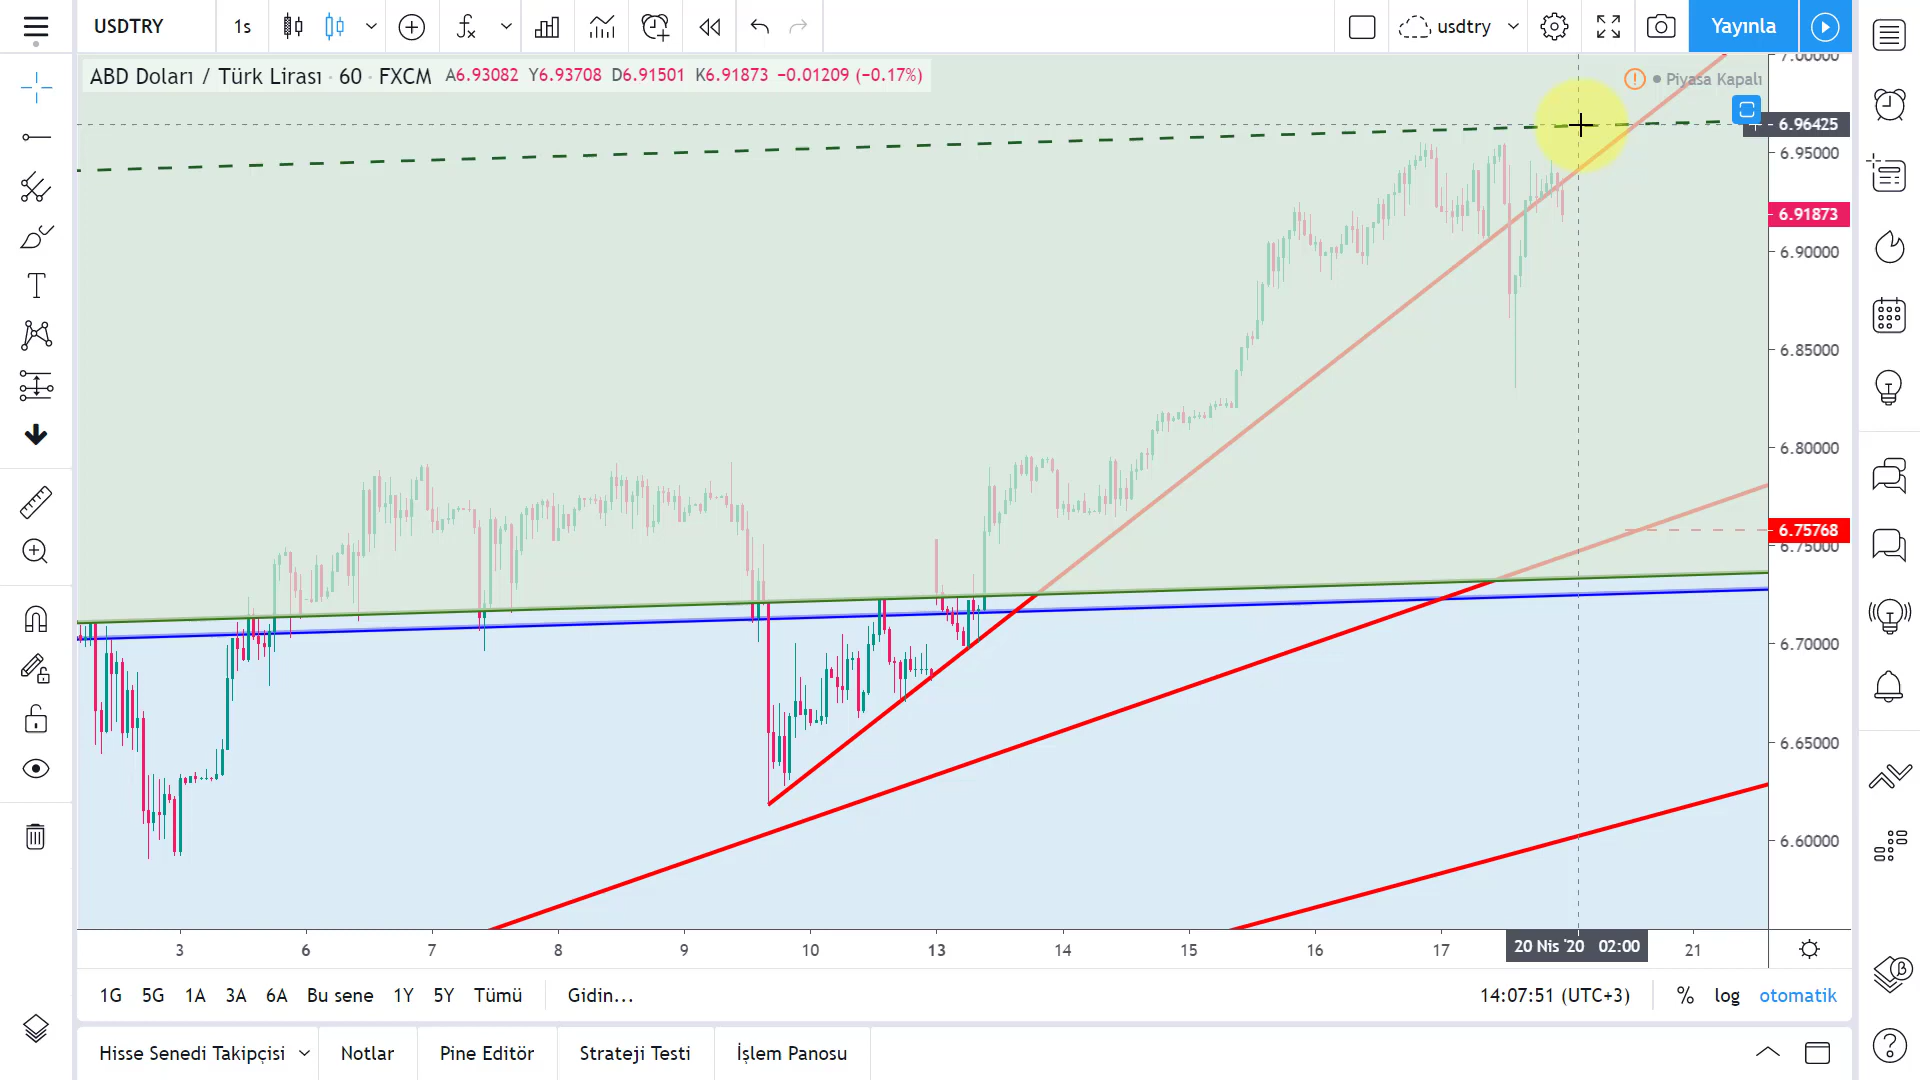 USDTRY
1s
usdtry
Yayınla
ABD Doları / Türk Lirası · 60 · FXCM A6.93082 Y6.93708 D6.91501 K6.91873 −0.01209 (−0.17%)
Piyasa Kapalı
7.00000
6.96425
6.95000
6.91873
6.90000
6.85000
6.80000
6.75768
6.75000
6.70000
6.65000
6.60000
3 6 7 8 9 10 13 14 15 16 17 20 Nis '20 02:00 21
1G 5G 1A 3A 6A Bu sene 1Y 5Y Tümü Gidin... 14:07:51 (UTC+3) % log otomatik
Hisse Senedi Takipçisi Notlar Pine Editör Strateji Testi İşlem Panosu